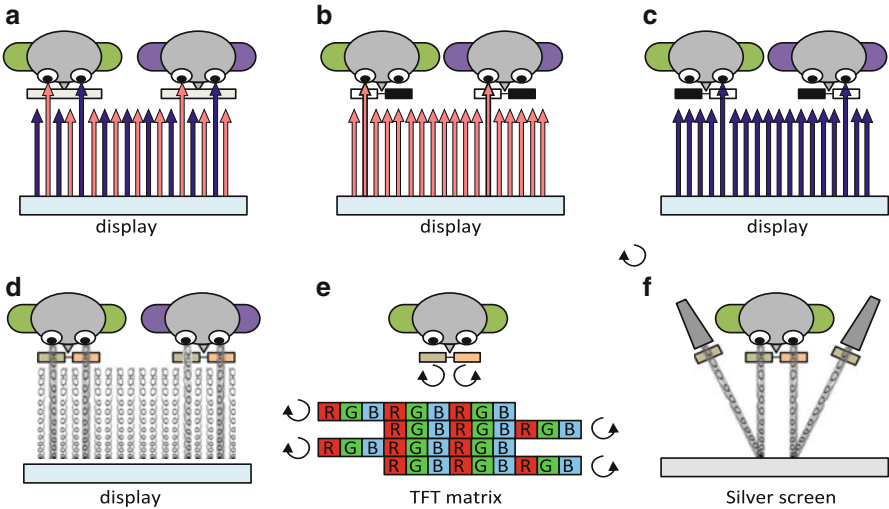 a
b
c
display
display
display
d
e
f
R G B R G B R G B
R G B R G B R G B
R G B R G B R G B
R G B R G B R G B
display
TFT matrix
Silver screen